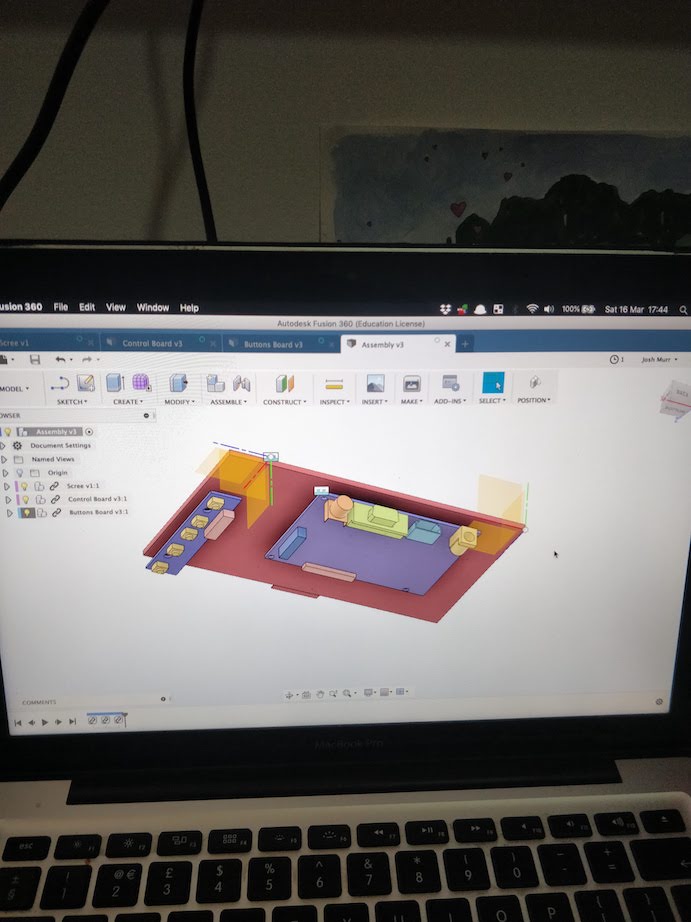 usion 360 File Edit View Window Help 100% Sat 16 Mar 17:44
Autodesk Fusion 360 (Education License)
Scree v1 Control Board v3 Buttons Board v3 Assembly v3 +
1 Josh Murr
MODEL SKETCH CREATE MODIFY ASSEMBLE CONSTRUCT INSPECT INSERT MAKE ADD-INS SELECT POSITION
OWSER
Assembly v3
Document Settings
Named Views
Origin
Scree v1:1
Control Board v3:1
Buttons Board v3:1
COMMENTS
MacBook Pro
esc F1 F2 F3 F4 F5 F6 F7 F8 F9 F10 F11 F12
± § ! 1 @ € 2 £ 3 $ 4 % 5 ^ 6 & 7 * 8 ( 9 ) 0 _ - + =
Q W E R T Y U I O P